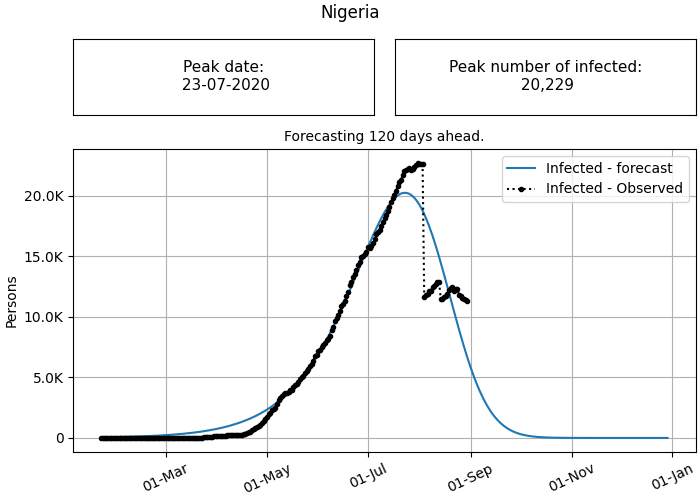 Nigeria
Peak date:
23-07-2020
Peak number of infected:
20,229
Forecasting 120 days ahead.
Infected - forecast
Infected - Observed
Persons
20.0K
15.0K
10.0K
5.0K
0
01-Mar
01-May
01-Jul
01-Sep
01-Nov
01-Jan